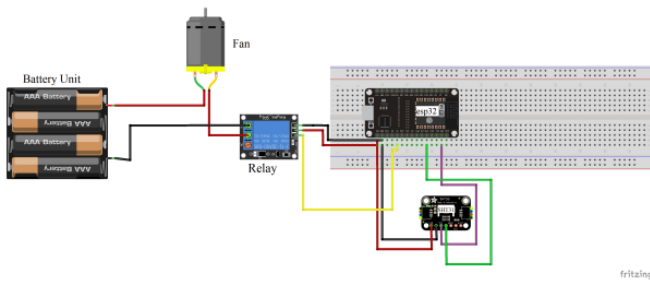 Fan
Battery Unit
AAA Battery
AAA Battery
AAA Battery
AAA Battery
esp32
Relay
fritzing